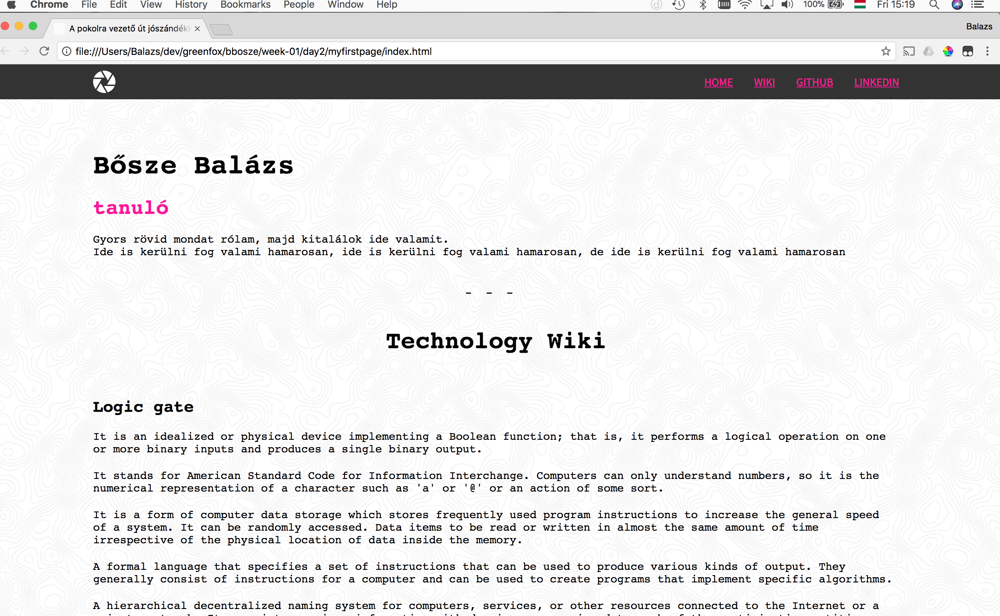 Chrome File Edit View History Bookmarks People Window Help 100% Fri 15:19
A pokolra vezető út jószándékk
Balazs
file:///Users/Balazs/dev/greenfox/bbosze/week-01/day2/myfirstpage/index.html
HOME WIKI GITHUB LINKEDIN
Bősze Balázs
tanuló
Gyors rövid mondat rólam, majd kitalálok ide valamit.
Ide is kerülni fog valami hamarosan, ide is kerülni fog valami hamarosan, de ide is kerülni fog valami hamarosan
- - -
Technology Wiki
Logic gate
It is an idealized or physical device implementing a Boolean function; that is, it performs a logical operation on one
or more binary inputs and produces a single binary output.
It stands for American Standard Code for Information Interchange. Computers can only understand numbers, so it is the
numerical representation of a character such as 'a' or '@' or an action of some sort.
It is a form of computer data storage which stores frequently used program instructions to increase the general speed
of a system. It can be randomly accessed. Data items to be read or written in almost the same amount of time
irrespective of the physical location of data inside the memory.
A formal language that specifies a set of instructions that can be used to produce various kinds of output. They
generally consist of instructions for a computer and can be used to create programs that implement specific algorithms.
A hierarchical decentralized naming system for computers, services, or other resources connected to the Internet or a